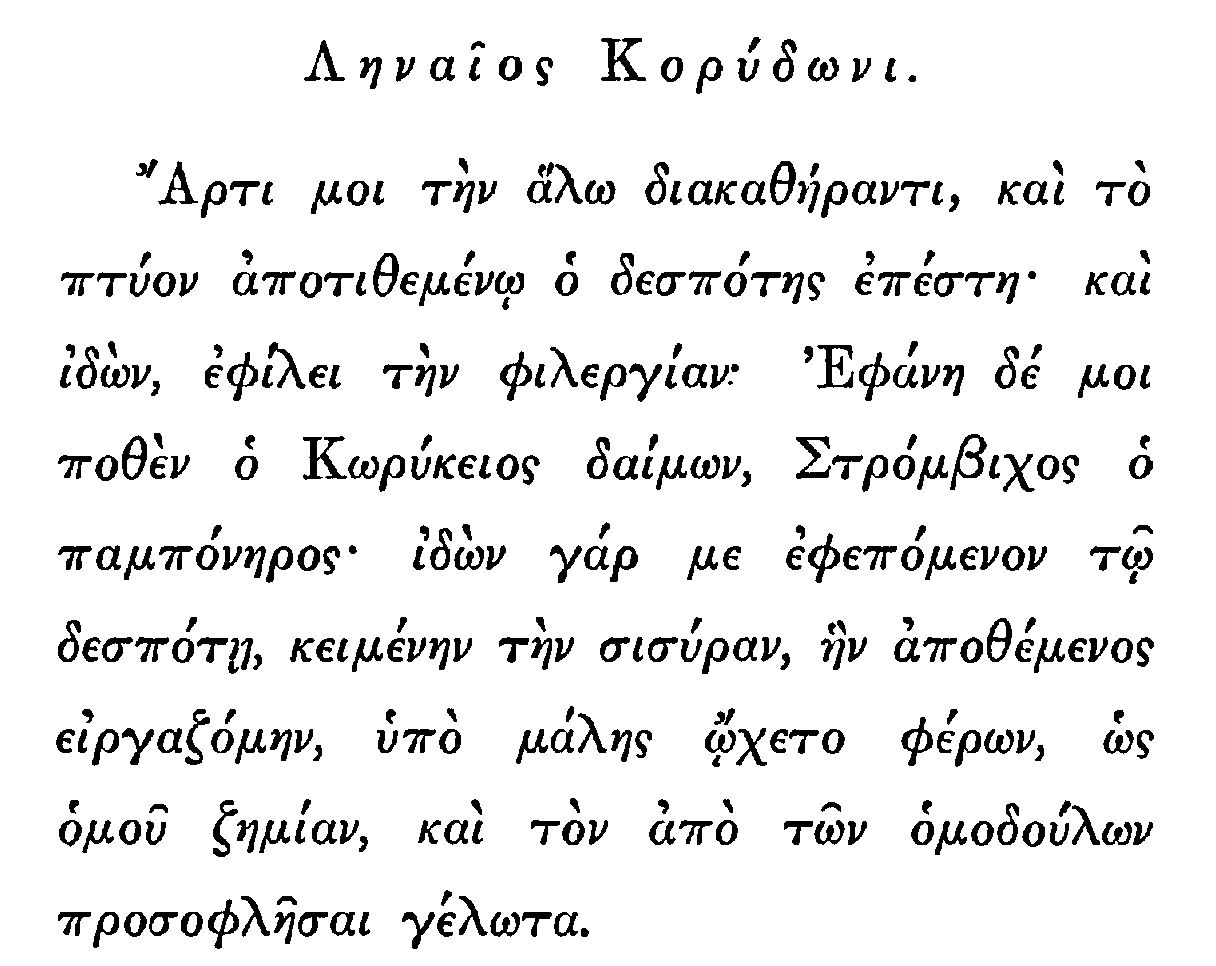 Ληναῖος Κορύδωνι.
Ἄρτι μοι τὴν ἅλω διακαθήραντι, καὶ τὸ
πτύον ἀποτιθεμένῳ ὁ δεσπότης ἐπέστη· καὶ
ἰδὼν, ἐφίλει τὴν φιλεργίαν· Ἐφάνη δέ μοι
ποθὲν ὁ Κωρύκειος δαίμων, Στρόμβιχος ὁ
παμπόνηρος· ἰδὼν γάρ με ἐφεπόμενον τῷ
δεσπότῃ, κειμένην τὴν σισύραν, ἣν ἀποθέμενος
εἰργαζόμην, ὑπὸ μάλης ᾤχετο φέρων, ὡς
ὁμοῦ ζημίαν, καὶ τὸν ἀπὸ τῶν ὁμοδούλων
προσοφλῆσαι γέλωτα.